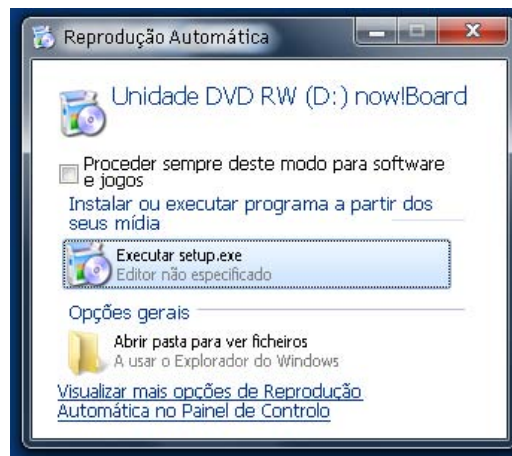 Reprodução Automática
Unidade DVD RW (D:) now!Board
Proceder sempre deste modo para software
e jogos
Instalar ou executar programa a partir dos
seus mídia
Executar setup.exe
Editor não especificado
Opções gerais
Abrir pasta para ver ficheiros
A usar o Explorador do Windows
Visualizar mais opções de Reprodução
Automática no Painel de Controlo